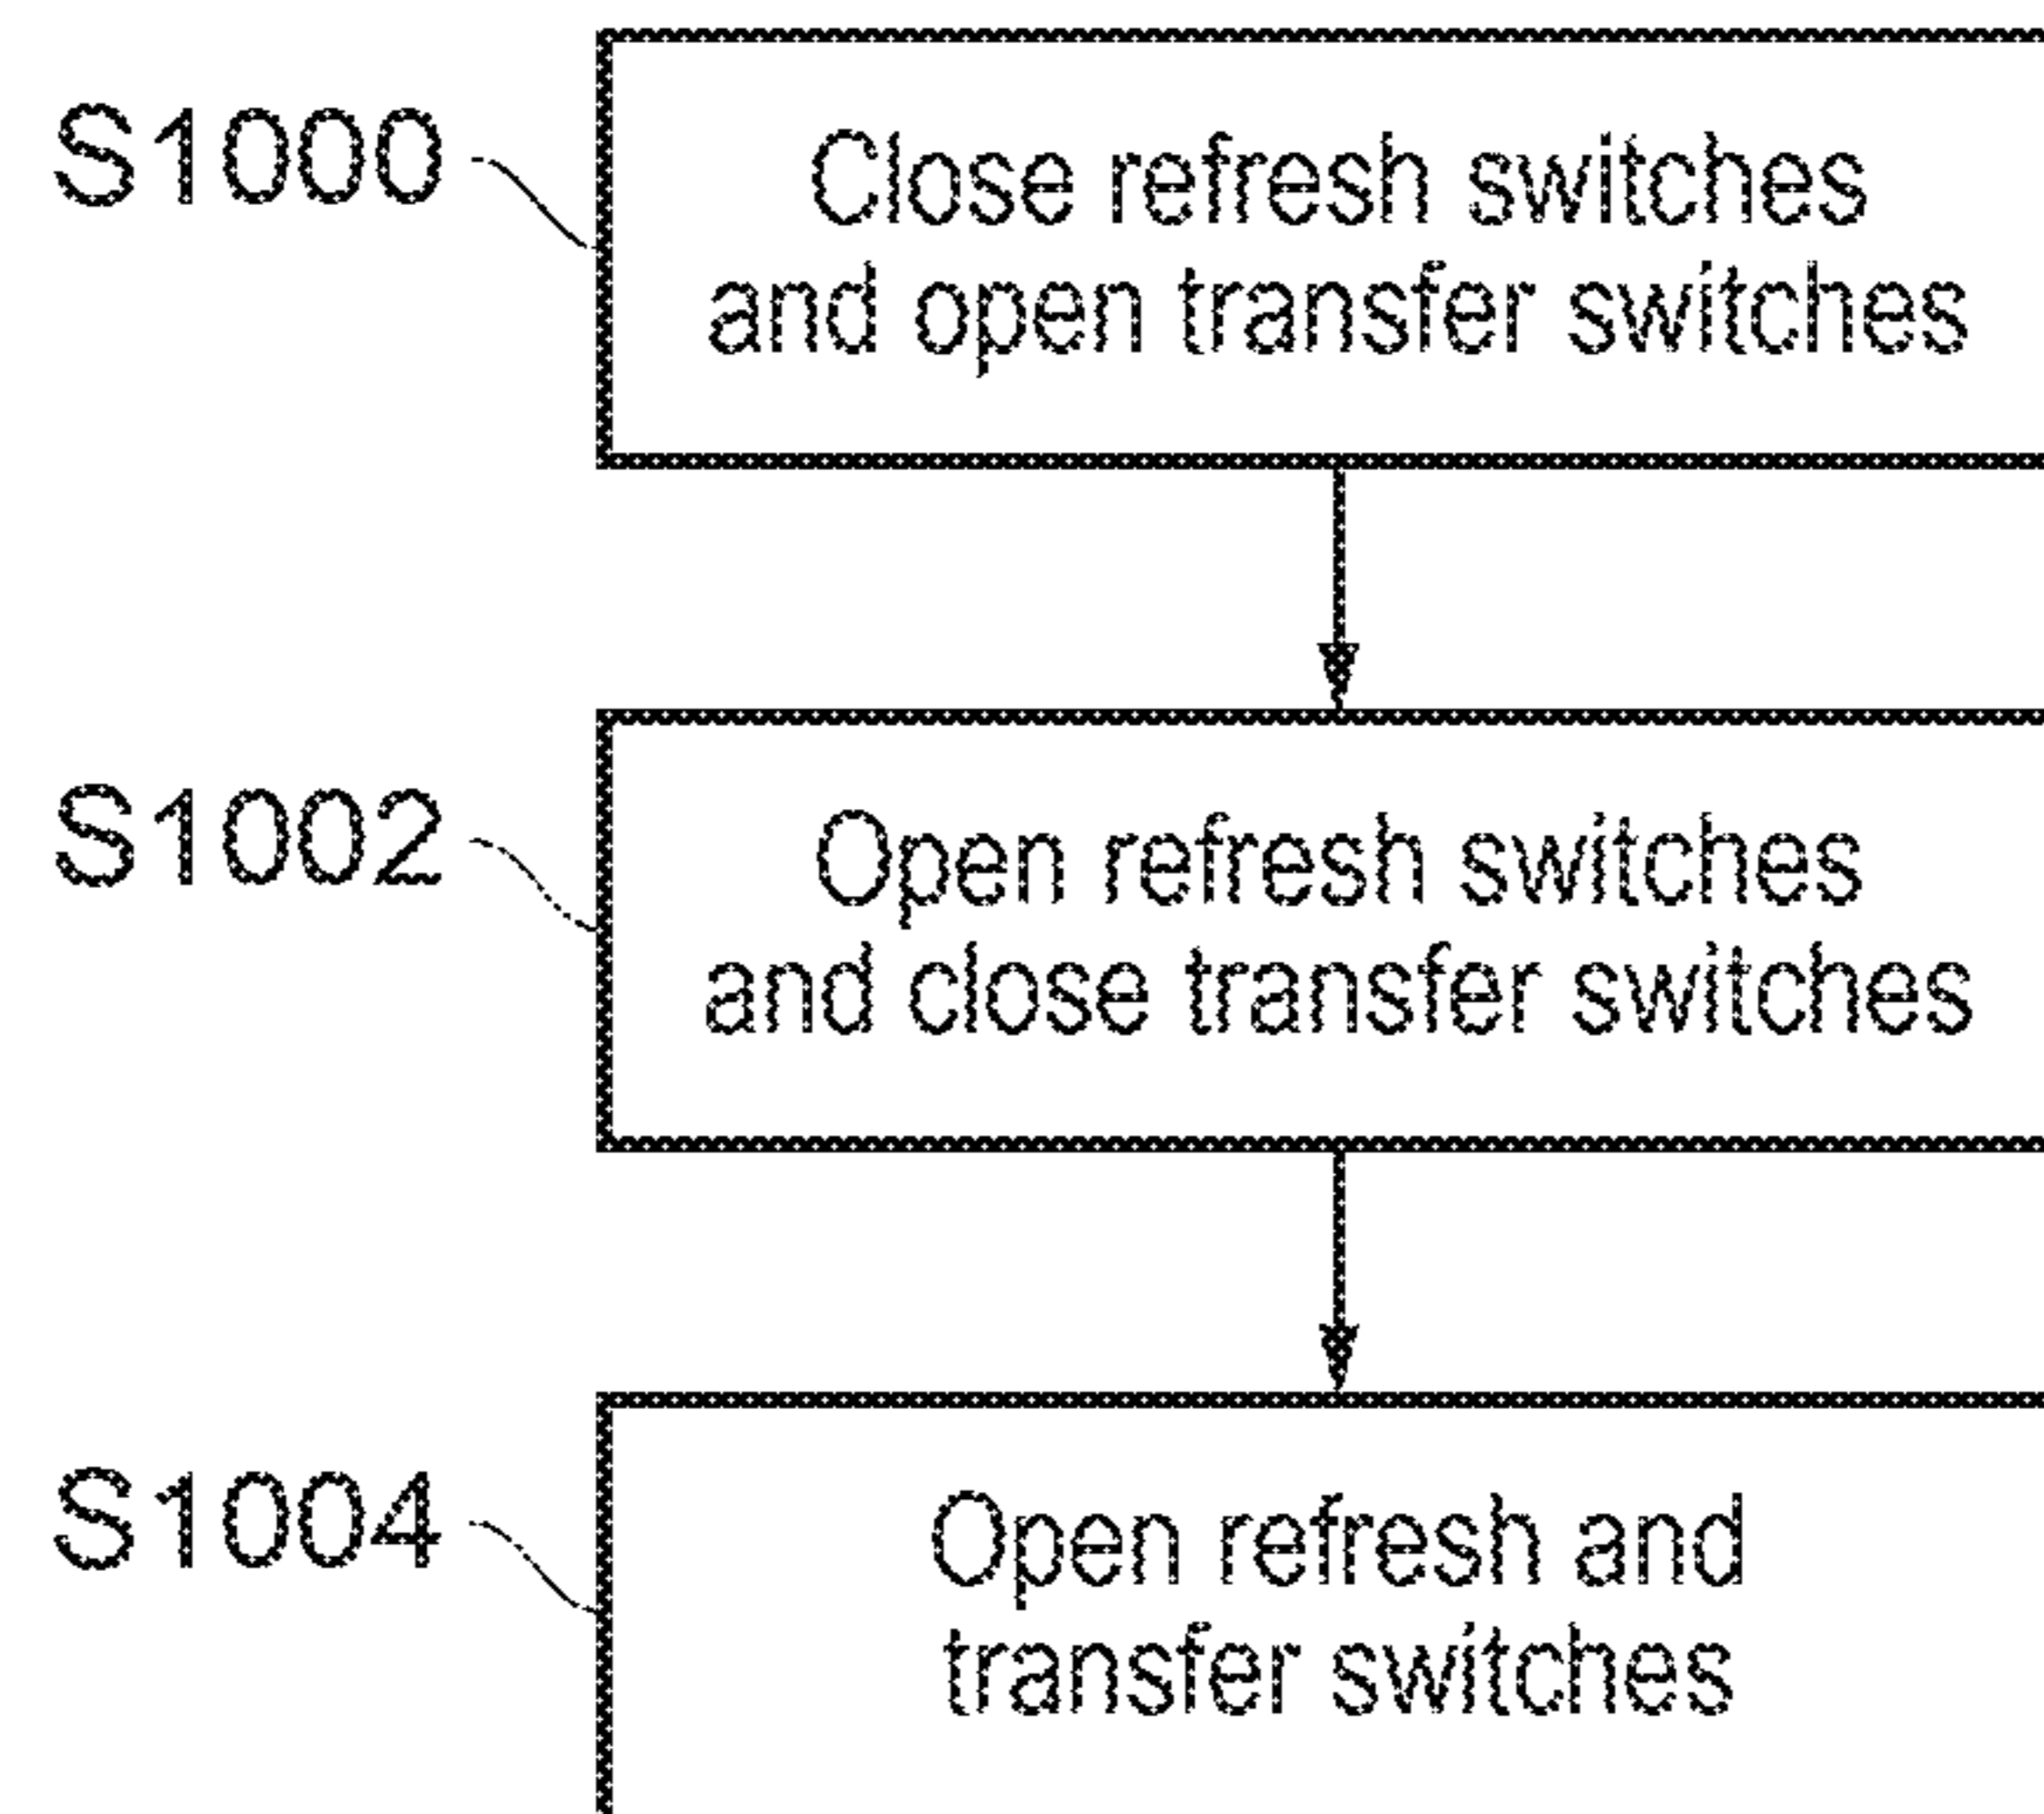 S1000
Close refresh switches
and open transfer switches
S1002
Open refresh switches
and close transfer switches
S1004
Open refresh and
transfer switches